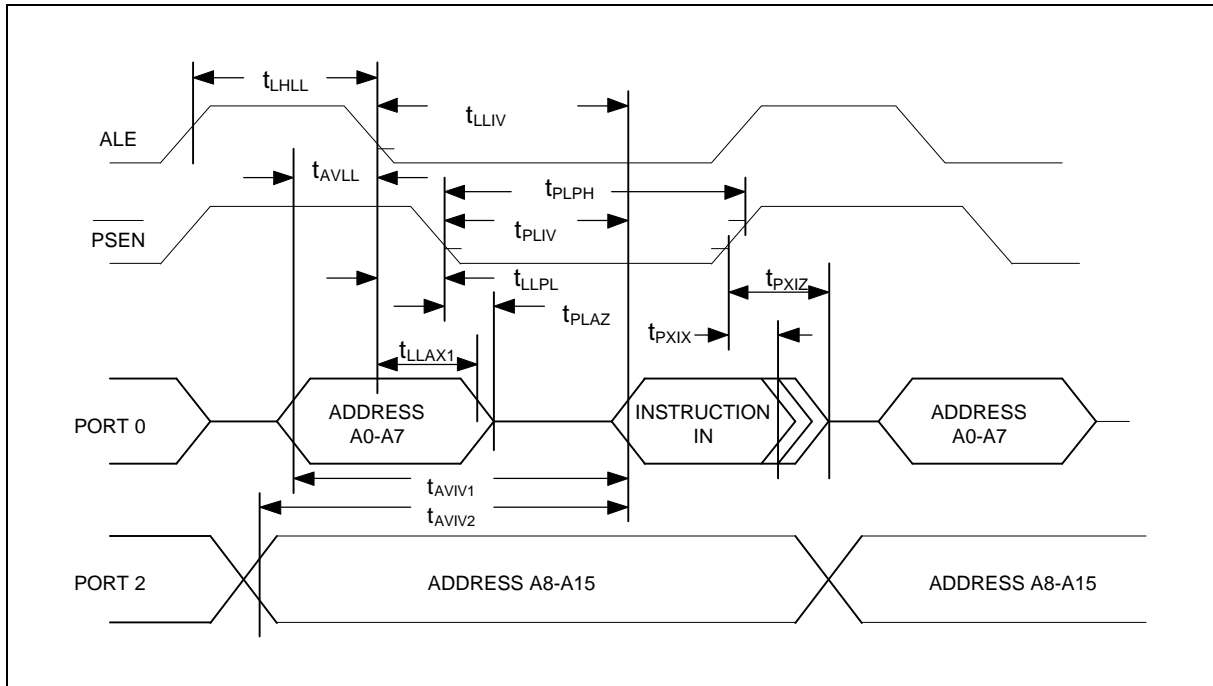 tLHLL
tLLIV
ALE
tAVLL
tPLPH
PSEN
tPLIV
tLLPL
tPXIZ
tPLAZ
tPXIX
tLLAX1
PORT 0
ADDRESS
A0-A7
INSTRUCTION
IN
ADDRESS
A0-A7
tAVIV1
tAVIV2
PORT 2
ADDRESS A8-A15
ADDRESS A8-A15